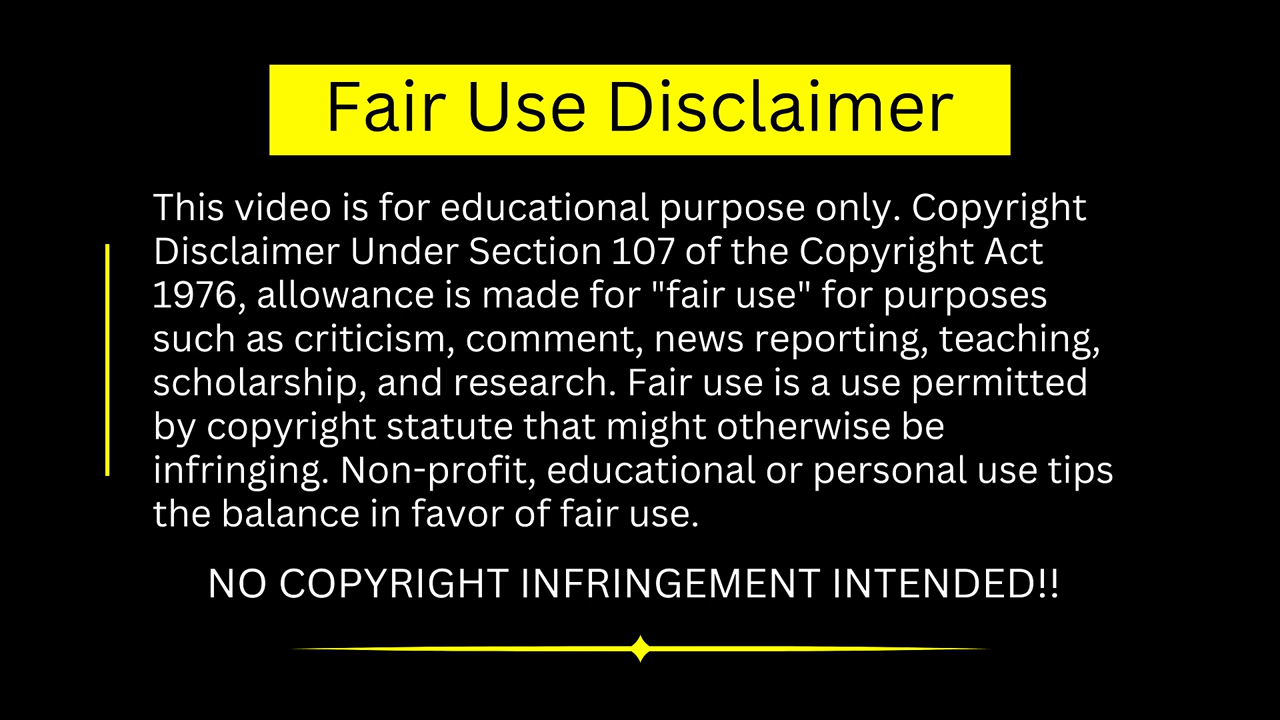 Fair Use Disclaimer
This video is for educational purpose only. Copyright
Disclaimer Under Section 107 of the Copyright Act
1976, allowance is made for "fair use" for purposes
such as criticism, comment, news reporting, teaching,
scholarship, and research. Fair use is a use permitted
by copyright statute that might otherwise be
infringing. Non-profit, educational or personal use tips
the balance in favor of fair use.
NO COPYRIGHT INFRINGEMENT INTENDED!!